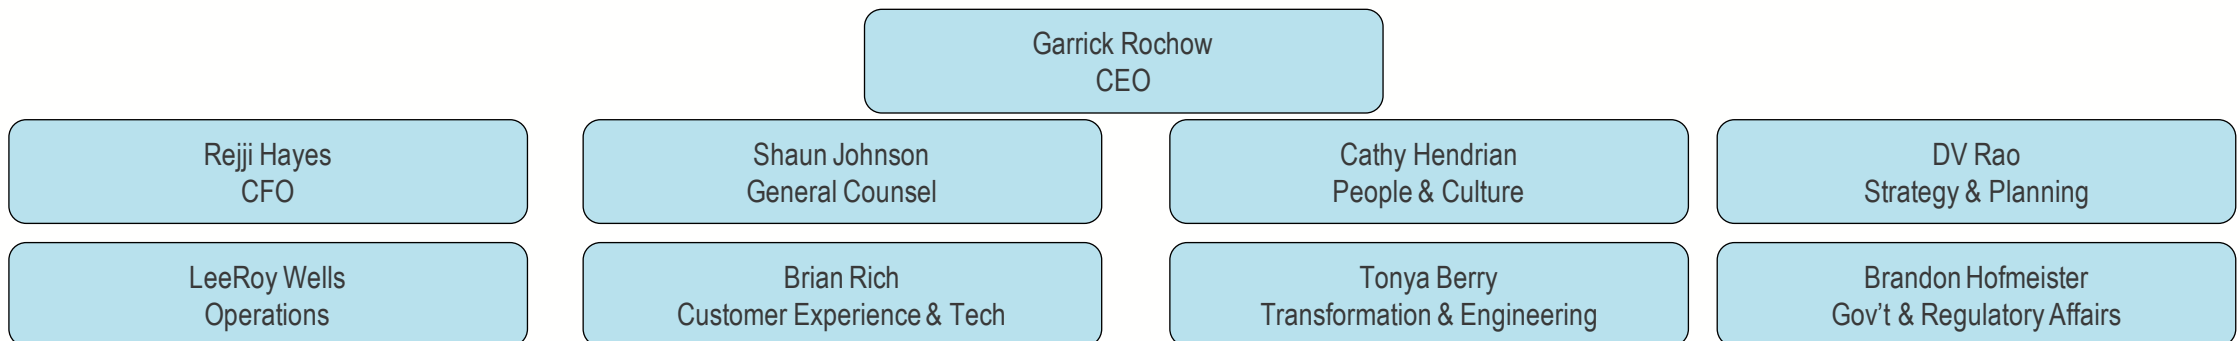 Garrick Rochow
CEO
Rejji Hayes
CFO
Shaun Johnson
General Counsel
Cathy Hendrian
People & Culture
DV Rao
Strategy & Planning
LeeRoy Wells
Operations
Brian Rich
Customer Experience & Tech
Tonya Berry
Transformation & Engineering
Brandon Hofmeister
Gov’t & Regulatory Affairs